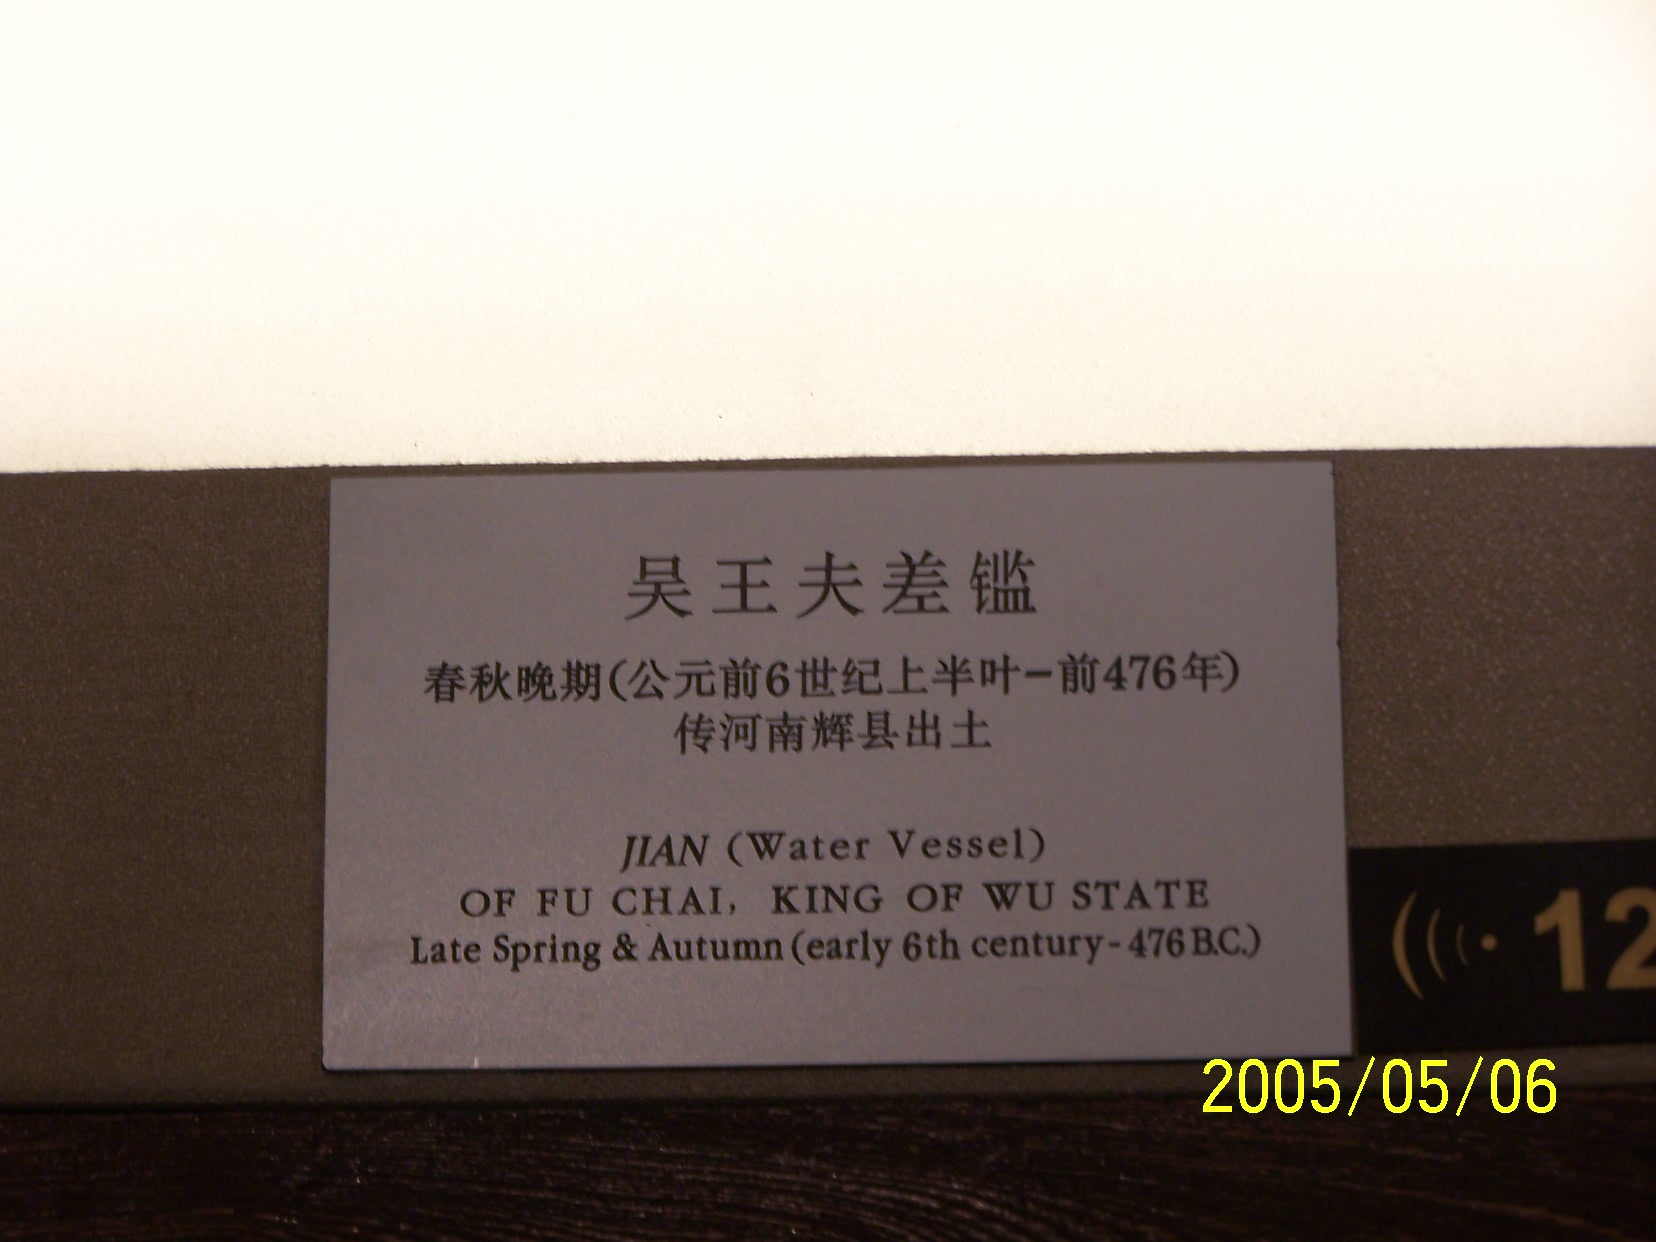 吴王夫差鑑
春秋晚期(公元前6世纪上半叶-前476年)
传河南辉县出土
JIAN (Water Vessel)
OF FU CHAI, KING OF WU STATE
Late Spring & Autumn (early 6th century-476 B.C.)
12
2005/05/06